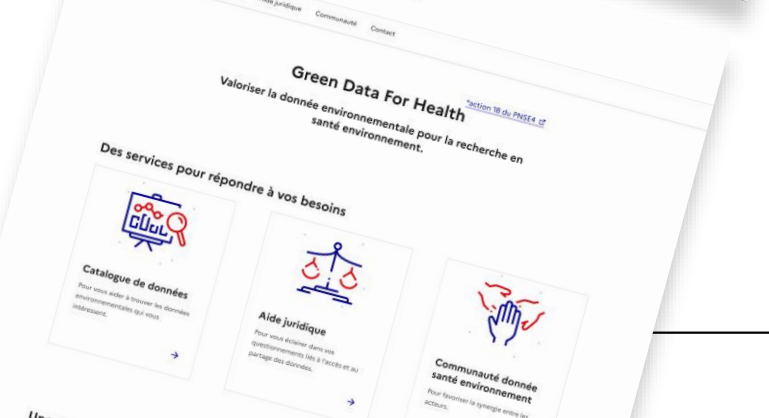 juridique Communauté Contact
Green Data For Health
*action 18 du PNSE4
Valoriser la donnée environnementale pour la recherche en
santé environnement.
Des services pour répondre à vos besoins
Catalogue de données
Pour vous aider à trouver les données
environnementales qui vous
intéressent.
Aide juridique
Pour vous éclairer dans vos
questionnements liés à l'accès et au
partage des données.
Communauté donnée
santé environnement
Pour favoriser la synergie entre les
acteurs.